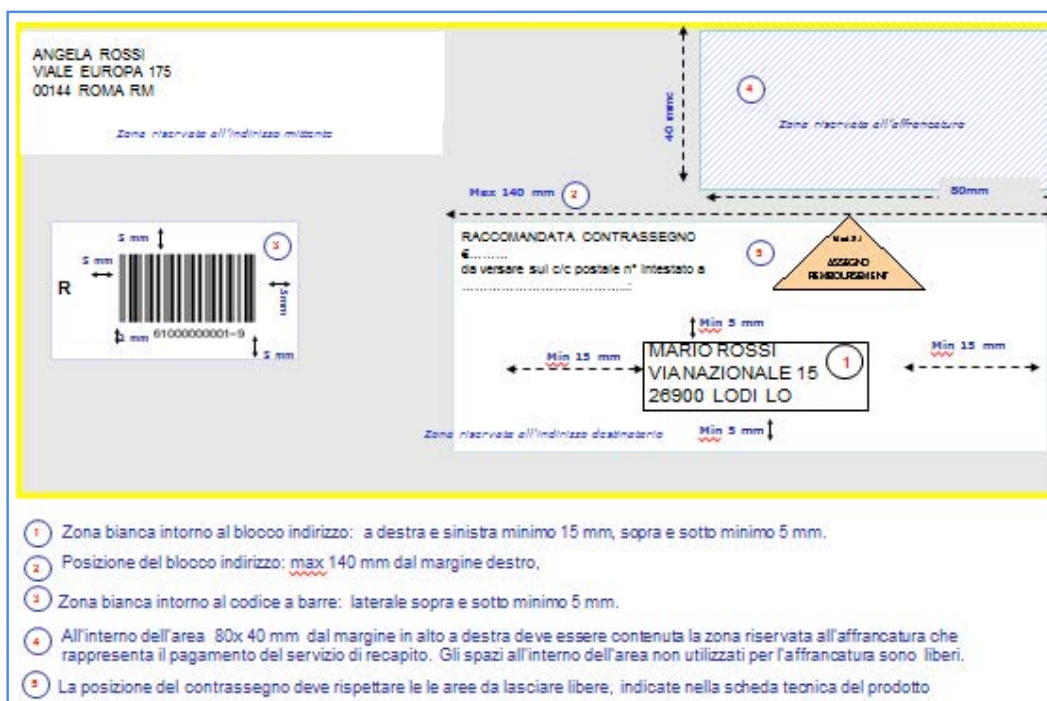 ANGELA ROSSI
VIALE EUROPA 175
00144 ROMA RM
Zona riservata all'indirizzo mittente
4
Zona riservata all'affrancatura
40 mmc
80mm
Max 140 mm 2
5 mm
3
5 mm
R
5mm
mm
61000000001-9
5 mm
RACCOMANDATA CONTRASSEGNO
€.........
da versare sul c/c postale n° intestato a
5
ASSEGNO
REMBOURSEMENT
Min 5 mm
Min 15 mm
MARIO ROSSI
VIA NAZIONALE 15
26900 LODI LO
1
Min 15 mm
Zona riservata all'indirizzo destinatario
Min 5 mm
1 Zona bianca intorno al blocco indirizzo: a destra e sinistra minimo 15 mm, sopra e sotto minimo 5 mm.
2 Posizione del blocco indirizzo: max 140 mm dal margine destro,
3 Zona bianca intorno al codice a barre: laterale sopra e sotto minimo 5 mm.
4 All'interno dell'area 80x 40 mm dal margine in alto a destra deve essere contenuta la zona riservata all'affrancatura che
rappresenta il pagamento del servizio di recapito. Gli spazi all'interno dell'area non utilizzati per l'affrancatura sono liberi.
5 La posizione del contrassegno deve rispettare le le aree da lasciare libere, indicate nella scheda tecnica del prodotto